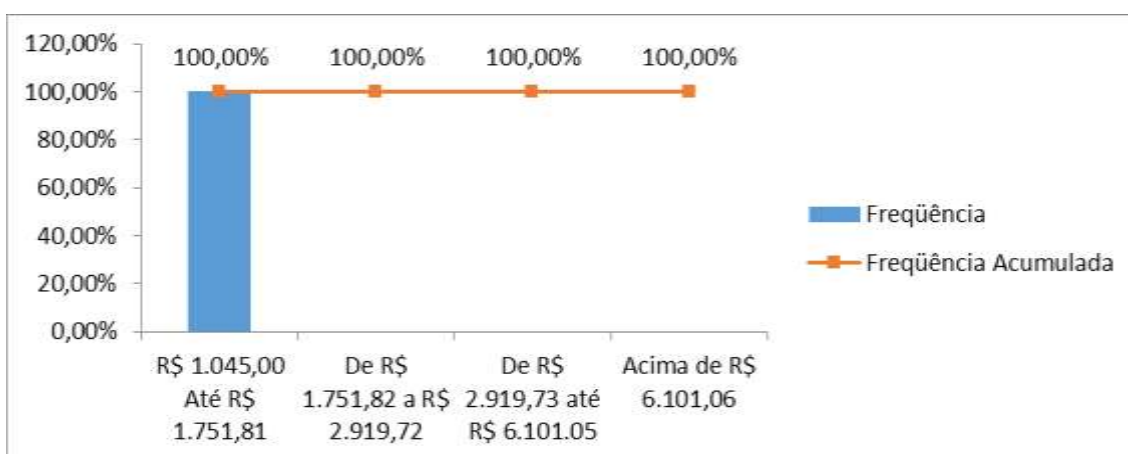 120,00%
100,00%
80,00%
60,00%
40,00%
20,00%
0,00%
100,00% 100,00% 100,00% 100,00%
R$ 1.045,00
Até R$
1.751,81
De R$
1.751,82 a R$
2.919,72
De R$
2.919,73 até
R$ 6.101.05
Acima de R$
6.101,06
Freqüência
Freqüência Acumulada